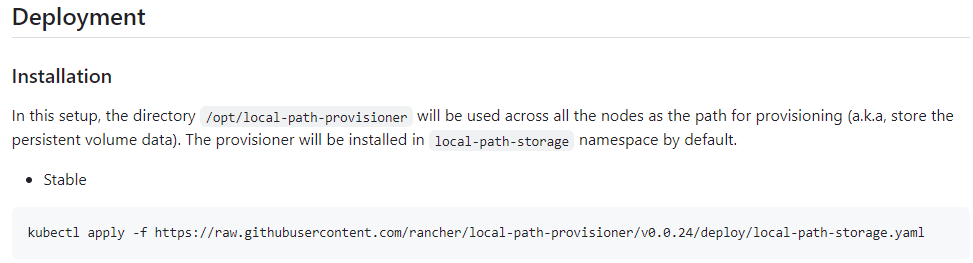 Deployment
Installation
In this setup, the directory /opt/local-path-provisioner will be used across all the nodes as the path for provisioning (a.k.a, store the
persistent volume data). The provisioner will be installed in local-path-storage namespace by default.
• Stable
kubectl apply -f https://raw.githubusercontent.com/rancher/local-path-provisioner/v0.0.24/deploy/local-path-storage.yaml